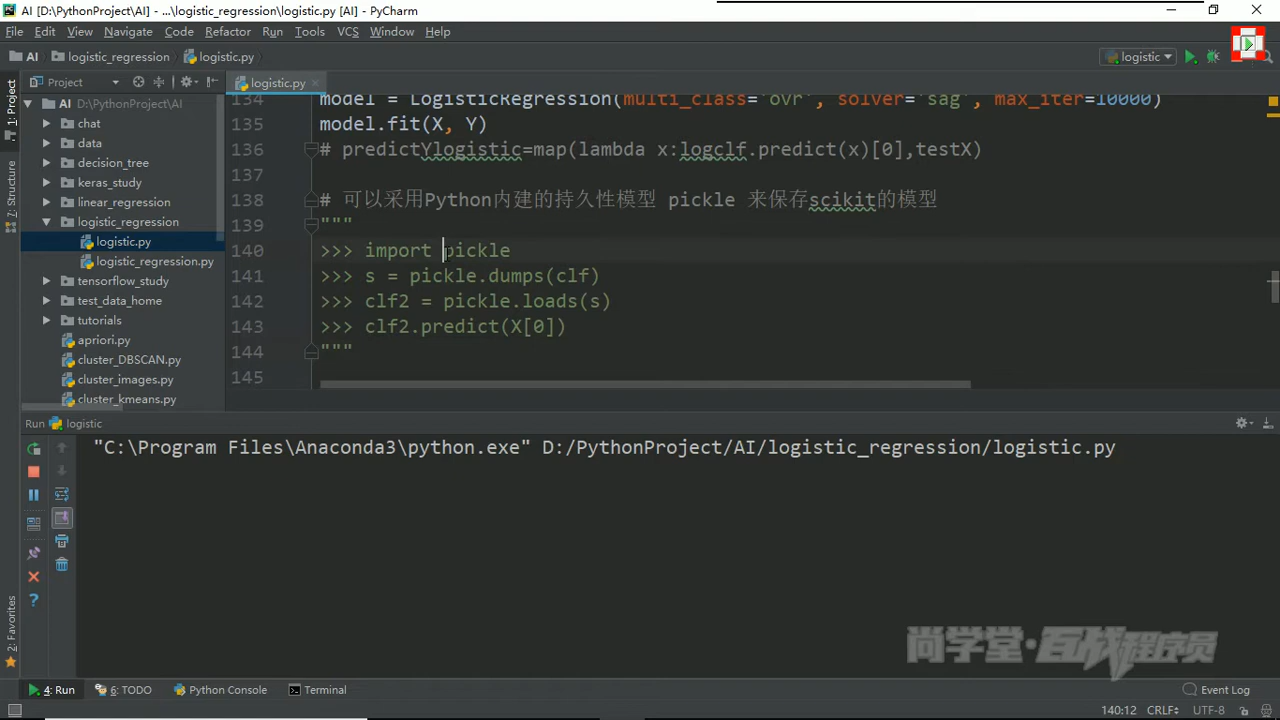 AI [D:\PythonProject\AI] - ...\logistic_regression\logistic.py [AI] - PyCharm
File Edit View Navigate Code Refactor Run Tools VCS Window Help
AI logistic_regression logistic.py logistic
Project logistic.py
1: Project
7: Structure
2: Favorites
AI D:\PythonProject\AI
chat
data
decision_tree
keras_study
linear_regression
logistic_regression
logistic.py
logistic_regression.py
tensorflow_study
test_data_home
tutorials
apriori.py
cluster_DBSCAN.py
cluster_images.py
cluster_kmeans.py
134 model = LogisticRegression(multi_class='ovr', solver='sag', max_iter=10000)
135 model.fit(X, Y)
136 # predictYlogistic=map(lambda x:logclf.predict(x)[0],testX)
137
138 # 可以采用Python内建的持久性模型 pickle 来保存scikit的模型
139 """
140 >>> import pickle
141 >>> s = pickle.dumps(clf)
142 >>> clf2 = pickle.loads(s)
143 >>> clf2.predict(X[0])
144 """
145
Run logistic
"C:\Program Files\Anaconda3\python.exe" D:/PythonProject/AI/logistic_regression/logistic.py
尚学堂·百战程序员
4: Run 6: TODO Python Console Terminal Event Log
140:12 CRLF÷ UTF-8÷